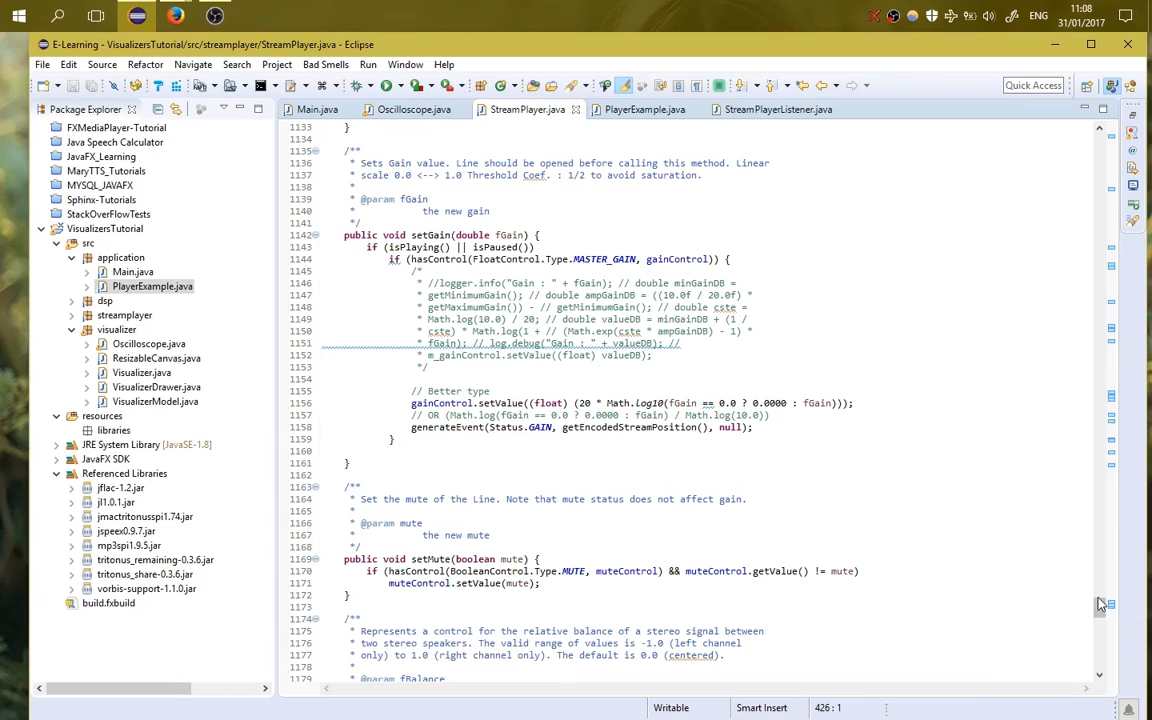 11:08
ENG
31/01/2017
E-Learning - VisualizersTutorial/src/streamplayer/StreamPlayer.java - Eclipse
File Edit Source Refactor Navigate Search Project Bad Smells Run Window Help
Quick Access
Package Explorer
Main.java Oscilloscope.java StreamPlayer.java PlayerExample.java StreamPlayerListener.java
FXMediaPlayer-Tutorial
Java Speech Calculator
JavaFX_Learning
MaryTTS_Tutorials
MYSQL_JAVAFX
Sphinx-Tutorials
StackOverFlowTests
VisualizersTutorial
src
application
Main.java
PlayerExample.java
dsp
streamplayer
visualizer
Oscilloscope.java
ResizableCanvas.java
Visualizer.java
VisualizerDrawer.java
VisualizerModel.java
resources
libraries
JRE System Library [JavaSE-1.8]
JavaFX SDK
Referenced Libraries
jflac-1.2.jar
jl1.0.1.jar
jmactritonusspi1.74.jar
jspeex0.9.7.jar
mp3spi1.9.5.jar
tritonus_remaining-0.3.6.jar
tritonus_share-0.3.6.jar
vorbis-support-1.1.0.jar
build.fxbuild
1133 }
1134
1135 /**
1136 * Sets Gain value. Line should be opened before calling this method. Linear
1137 * scale 0.0 <--> 1.0 Threshold Coef. : 1/2 to avoid saturation.
1138 *
1139 * @param fGain
1140 * the new gain
1141 */
1142 public void setGain(double fGain) {
1143 if (isPlaying() || isPaused())
1144 if (hasControl(FloatControl.Type.MASTER_GAIN, gainControl)) {
1145 /*
1146 * //logger.info("Gain : " + fGain); // double minGainDB =
1147 * getMinimumGain(); // double ampGainDB = ((10.0f / 20.0f) *
1148 * getMaximumGain()) - // getMinimumGain(); // double cste =
1149 * Math.log(10.0) / 20; // double valueDB = minGainDB + (1 /
1150 * cste) * Math.log(1 + // (Math.exp(cste * ampGainDB) - 1) *
1151 * fGain); // log.debug("Gain : " + valueDB); //
1152 * m_gainControl.setValue((float) valueDB);
1153 */
1154
1155 // Better type
1156 gainControl.setValue((float) (20 * Math.log10(fGain == 0.0 ? 0.0000 : fGain)));
1157 // OR (Math.log(fGain == 0.0 ? 0.0000 : fGain) / Math.log(10.0))
1158 generateEvent(Status.GAIN, getEncodedStreamPosition(), null);
1159 }
1160
1161 }
1162
1163 /**
1164 * Set the mute of the Line. Note that mute status does not affect gain.
1165 *
1166 * @param mute
1167 * the new mute
1168 */
1169 public void setMute(boolean mute) {
1170 if (hasControl(BooleanControl.Type.MUTE, muteControl) && muteControl.getValue() != mute)
1171 muteControl.setValue(mute);
1172 }
1173
1174 /**
1175 * Represents a control for the relative balance of a stereo signal between
1176 * two stereo speakers. The valid range of values is -1.0 (left channel
1177 * only) to 1.0 (right channel only). The default is 0.0 (centered).
1178 *
1179 * @param fBalance
Writable Smart Insert 426 : 1